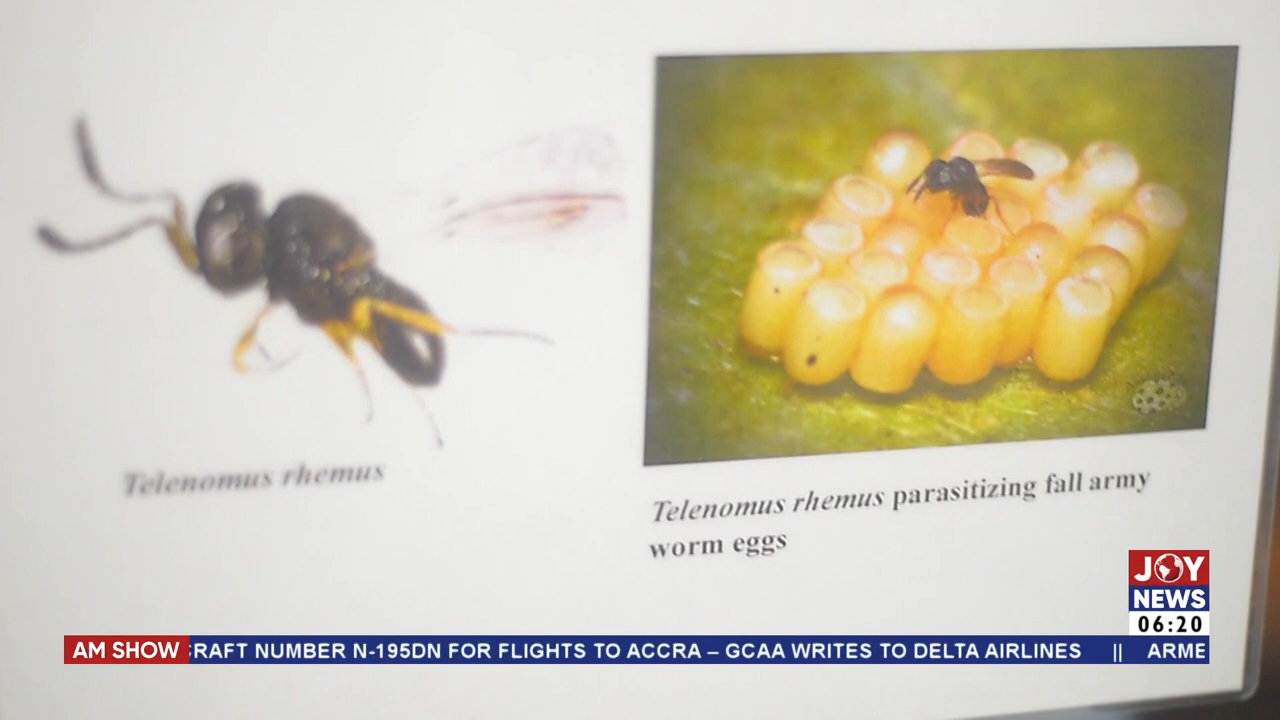 Telenomus rhemus
Telenomus rhemus parasitizing fall army
worm eggs
JOY
NEWS
06:20
AM SHOW
CRAFT NUMBER N-195DN FOR FLIGHTS TO ACCRA – GCAA WRITES TO DELTA AIRLINES || ARME